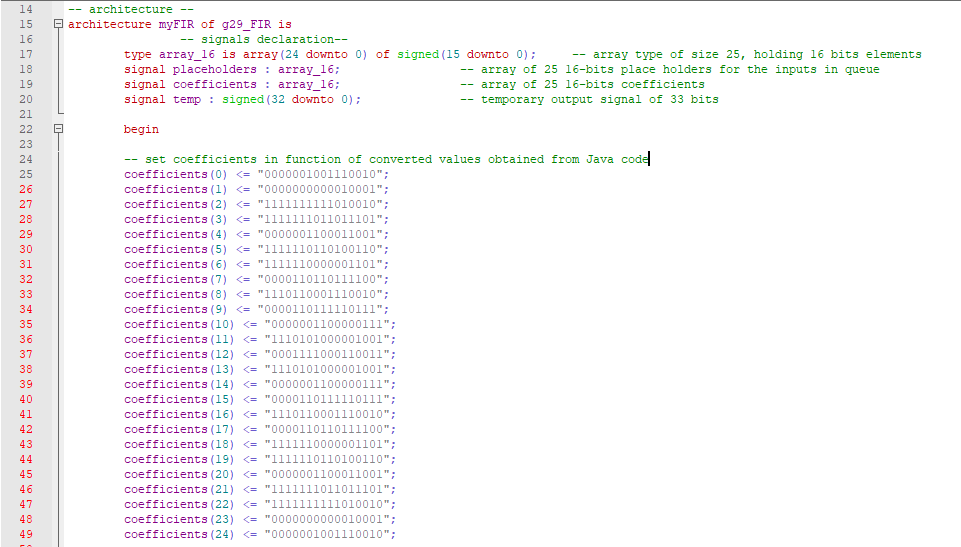 14 -- architecture --
15 architecture myFIR of g29_FIR is
16 -- signals declaration--
17 type array_16 is array(24 downto 0) of signed(15 downto 0); -- array type of size 25, holding 16 bits elements
18 signal placeholders : array_16; -- array of 25 16-bits place holders for the inputs in queue
19 signal coefficients : array_16; -- array of 25 16-bits coefficients
20 signal temp : signed(32 downto 0); -- temporary output signal of 33 bits
21
22 begin
23
24 -- set coefficients in function of converted values obtained from Java code
25 coefficients(0) <= "0000001001110010";
26 coefficients(1) <= "0000000000010001";
27 coefficients(2) <= "1111111111010010";
28 coefficients(3) <= "1111111011011101";
29 coefficients(4) <= "0000001100011001";
30 coefficients(5) <= "1111110110100110";
31 coefficients(6) <= "1111110000001101";
32 coefficients(7) <= "0000110110111100";
33 coefficients(8) <= "1110110001110010";
34 coefficients(9) <= "0000110111110111";
35 coefficients(10) <= "0000001100000111";
36 coefficients(11) <= "1110101000001001";
37 coefficients(12) <= "0001111000110011";
38 coefficients(13) <= "1110101000001001";
39 coefficients(14) <= "0000001100000111";
40 coefficients(15) <= "0000110111110111";
41 coefficients(16) <= "1110110001110010";
42 coefficients(17) <= "0000110110111100";
43 coefficients(18) <= "1111110000001101";
44 coefficients(19) <= "1111110110100110";
45 coefficients(20) <= "0000001100011001";
46 coefficients(21) <= "1111111011011101";
47 coefficients(22) <= "1111111111010010";
48 coefficients(23) <= "0000000000010001";
49 coefficients(24) <= "0000001001110010";